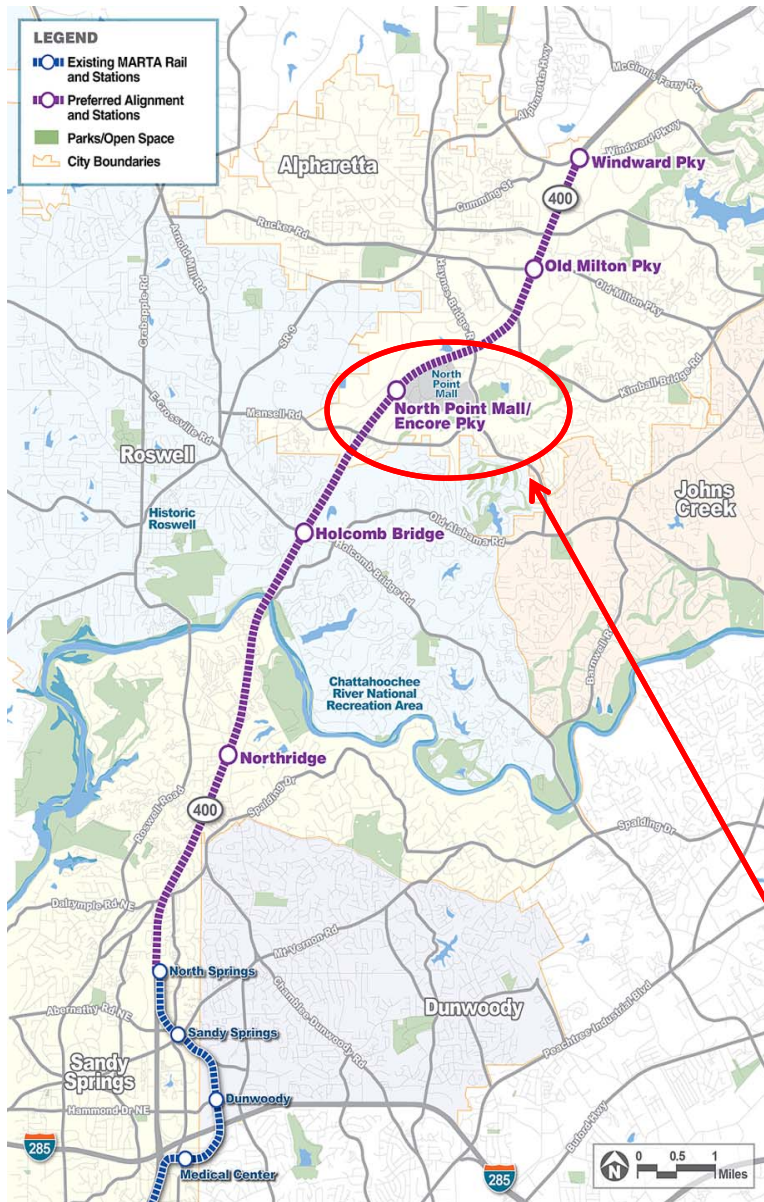 LEGEND
Existing MARTA Rail
and Stations
Preferred Alignment
and Stations
Parks/Open Space
City Boundaries
McGinnis Ferry Rd
Alpharetta Hwy
Windward Pkwy
Windward Pky
Alpharetta
Cumming St
400
Rucker Rd
Arnold Mill Rd
Crabapple Rd
Old Milton Pky
Old Milton Pky
Haynes Bridge R
S.R. 9
North
Point
Mall
Kimball Bridge Rd
North Point Mall/
Encore Pky
Mansell Rd
E Crossville Rd
Roswell
Johns
Creek
Historic
Roswell
Holcomb Bridge
Old Alabama Rd
Holcomb Bridge Rd
Barnwell R
Chattahoochee
River National
Recreation Area
Northridge
Roswell Road
400
Spalding Dr
Spalding Dr
Dalrymple Rd NE
Mt Vernon Rd
North Springs
Chamblee-Dunwoody Rd
Dunwoody
Abernathy Rd NE
Sandy Springs
Peachtree Industrial Blvd
Sandy
Springs
Dunwoody
Hammond Dr NE
Buford Hwy
285
Medical Center
285
N
0 0.5 1
Miles